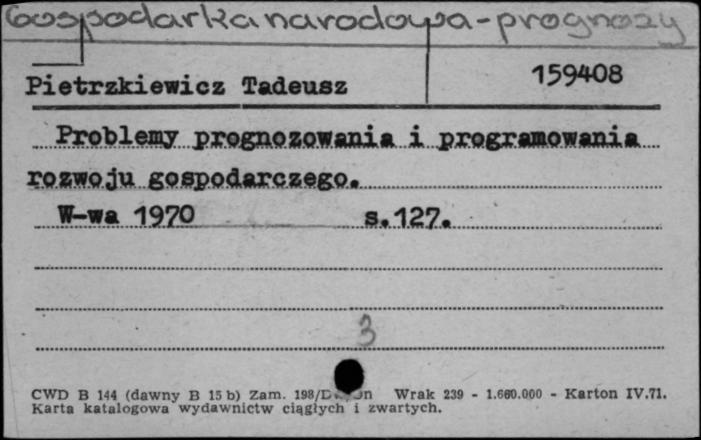 Gospodarka narodowa - prognozy
Pietrzkiewicz Tadeusz
159408
Problemy prognozowania i programowania
rozwoju gospodarczego.
W-wa 1970 s.127.
3
CWD B 144 (dawny B 15 b) Zam. 198/D Wrak 239 - 1.660.000 - Karton IV.71.
Karta katalogowa wydawnictw ciągłych i zwartych.